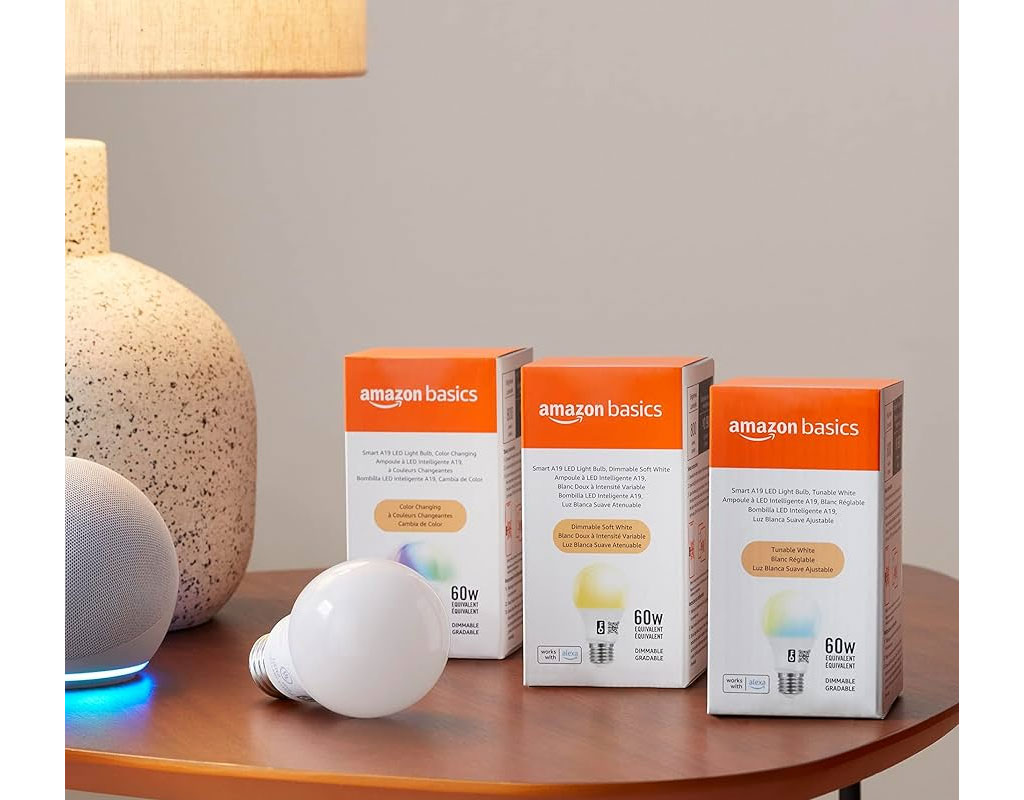 amazon basics
Smart A19 LED Light Bulb, Color Changing
Ampoule à LED Intelligente A19,
à Couleurs Changeantes
Bombilla LED Inteligente A19, Cambia de Color
Color Changing
à Couleurs Changeantes
Cambia de Color
60w
EQUIVALENT
ÉQUIVALENT
DIMMABLE
GRADABLE
amazon basics
Smart A19 LED Light Bulb, Dimmable Soft White
Ampoule à LED Intelligente A19,
Blanc Doux à Intensité Variable
Bombilla LED Inteligente A19,
Luz Blanca Suave Atenuable
Dimmable Soft White
Blanc Doux à Intensité Variable
Luz Blanca Suave Atenuable
60w
EQUIVALENT
ÉQUIVALENT
DIMMABLE
GRADABLE
works with alexa
800
amazon basics
Smart A19 LED Light Bulb, Tunable White
Ampoule à LED Intelligente A19, Blanc Réglable
Bombilla LED Inteligente A19,
Luz Blanca Suave Ajustable
Tunable White
Blanc Réglable
Luz Blanca Suave Ajustable
60w
EQUIVALENT
ÉQUIVALENT
DIMMABLE
GRADABLE
works with alexa